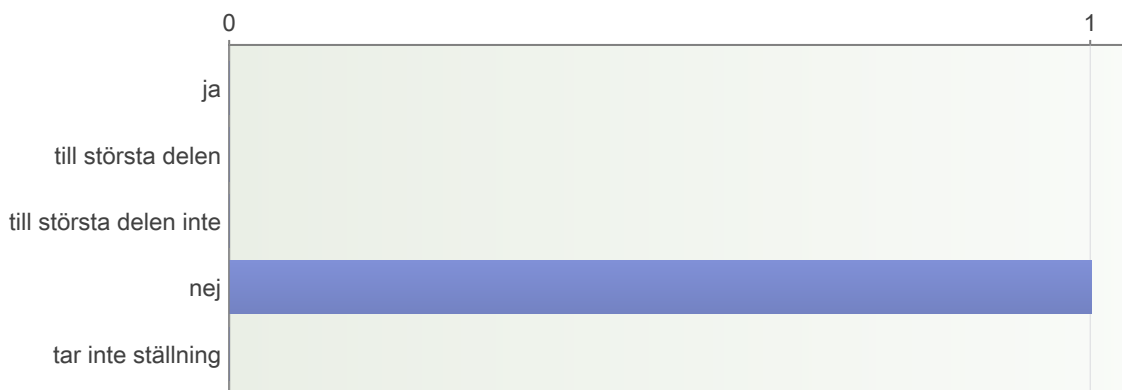 0 1
ja
till största delen
till största delen inte
nej
tar inte ställning